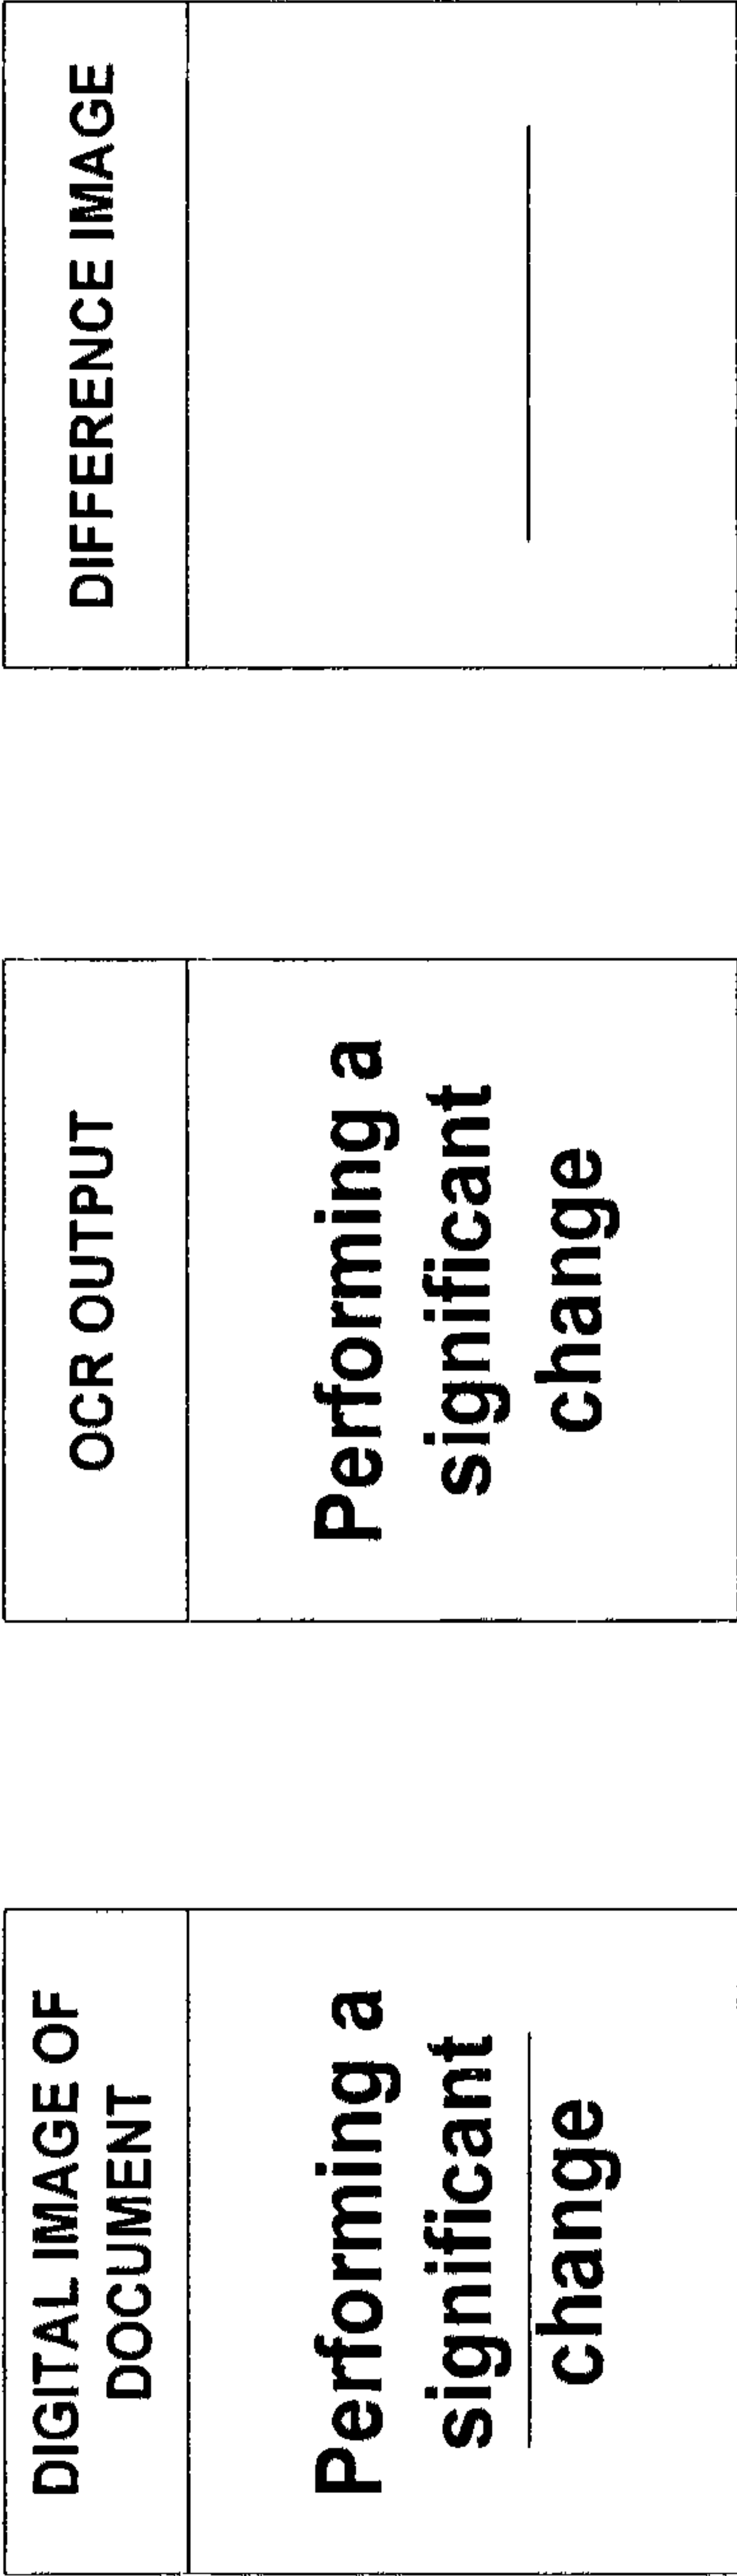 DIGITAL IMAGE OF
DOCUMENT
Performing a
significant
change
OCR OUTPUT
Performing a
significant
change
DIFFERENCE IMAGE